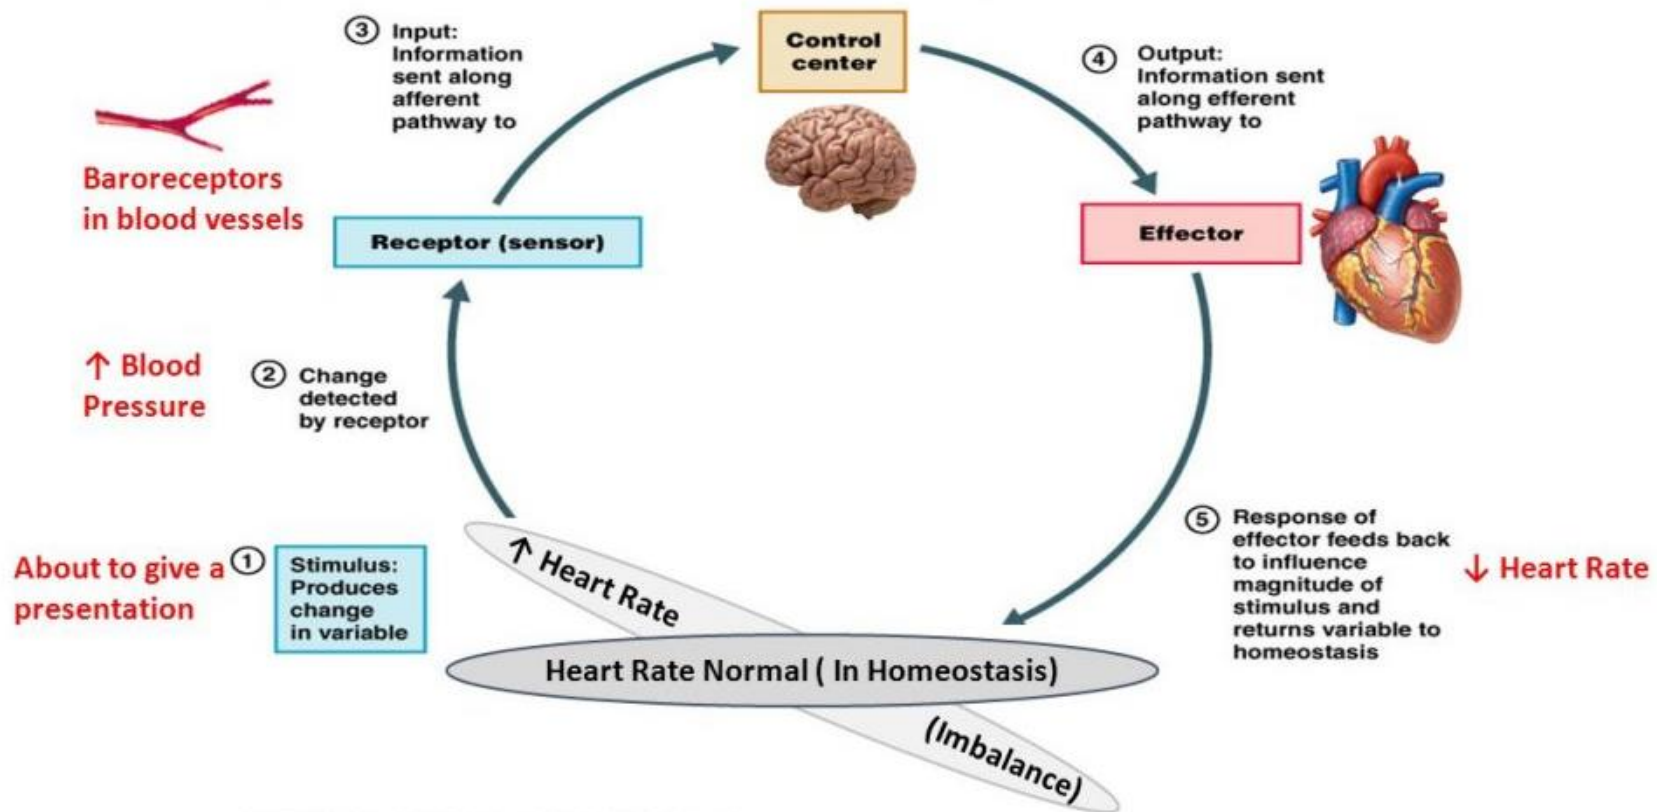 ③ Input:
Information
sent along
afferent
pathway to
Control
center
④ Output:
Information sent
along efferent
pathway to
Baroreceptors
in blood vessels
Receptor (sensor)
Effector
↑ Blood
Pressure
② Change
detected
by receptor
About to give a
presentation
① Stimulus:
Produces
change
in variable
↑ Heart Rate
Heart Rate Normal ( In Homeostasis)
(Imbalance)
⑤ Response of
effector feeds back
to influence
magnitude of
stimulus and
returns variable to
homeostasis
↓ Heart Rate